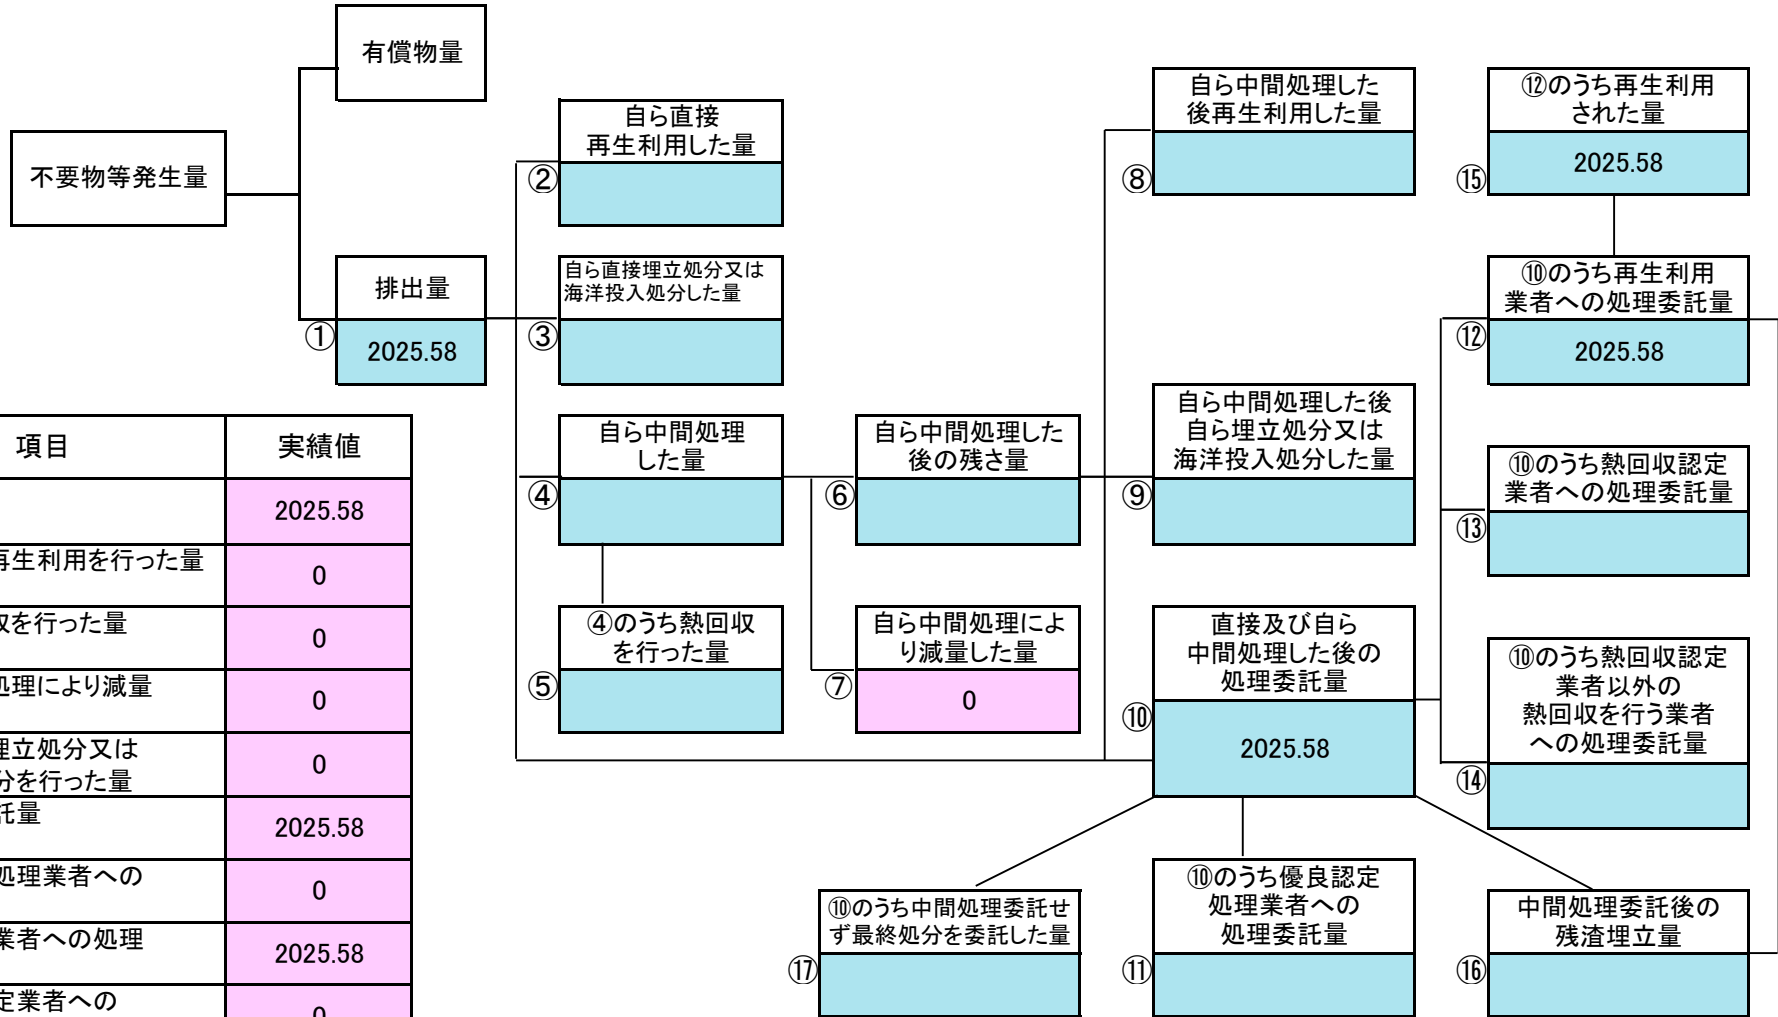 有償物量
不要物等発生量
排出量
①
2025.58
自ら直接
再生利用した量
②
自ら直接埋立処分又は
海洋投入処分した量
③
自ら中間処理
した量
④
④のうち熱回収
を行った量
⑤
自ら中間処理した
後の残さ量
⑥
自ら中間処理によ
り減量した量
⑦
0
自ら中間処理した
後再生利用した量
⑧
自ら中間処理した後
自ら埋立処分又は
海洋投入処分した量
⑨
直接及び自ら
中間処理した後の
処理委託量
⑩
2025.58
⑫のうち再生利用
された量
⑮
2025.58
⑩のうち再生利用
業者への処理委託量
⑫
2025.58
⑩のうち熱回収認定
業者への処理委託量
⑬
⑩のうち熱回収認定
業者以外の
熱回収を行う業者
への処理委託量
⑭
⑩のうち中間処理委託せ
ず最終処分を委託した量
⑰
⑩のうち優良認定
処理業者への
処理委託量
⑪
中間処理委託後の
残渣埋立量
⑯
項目
実績値
2025.58
再生利用を行った量
0
収を行った量
0
処理により減量
0
埋立処分又は
分を行った量
0
託量
2025.58
処理業者への
0
業者への処理
2025.58
定業者への
0